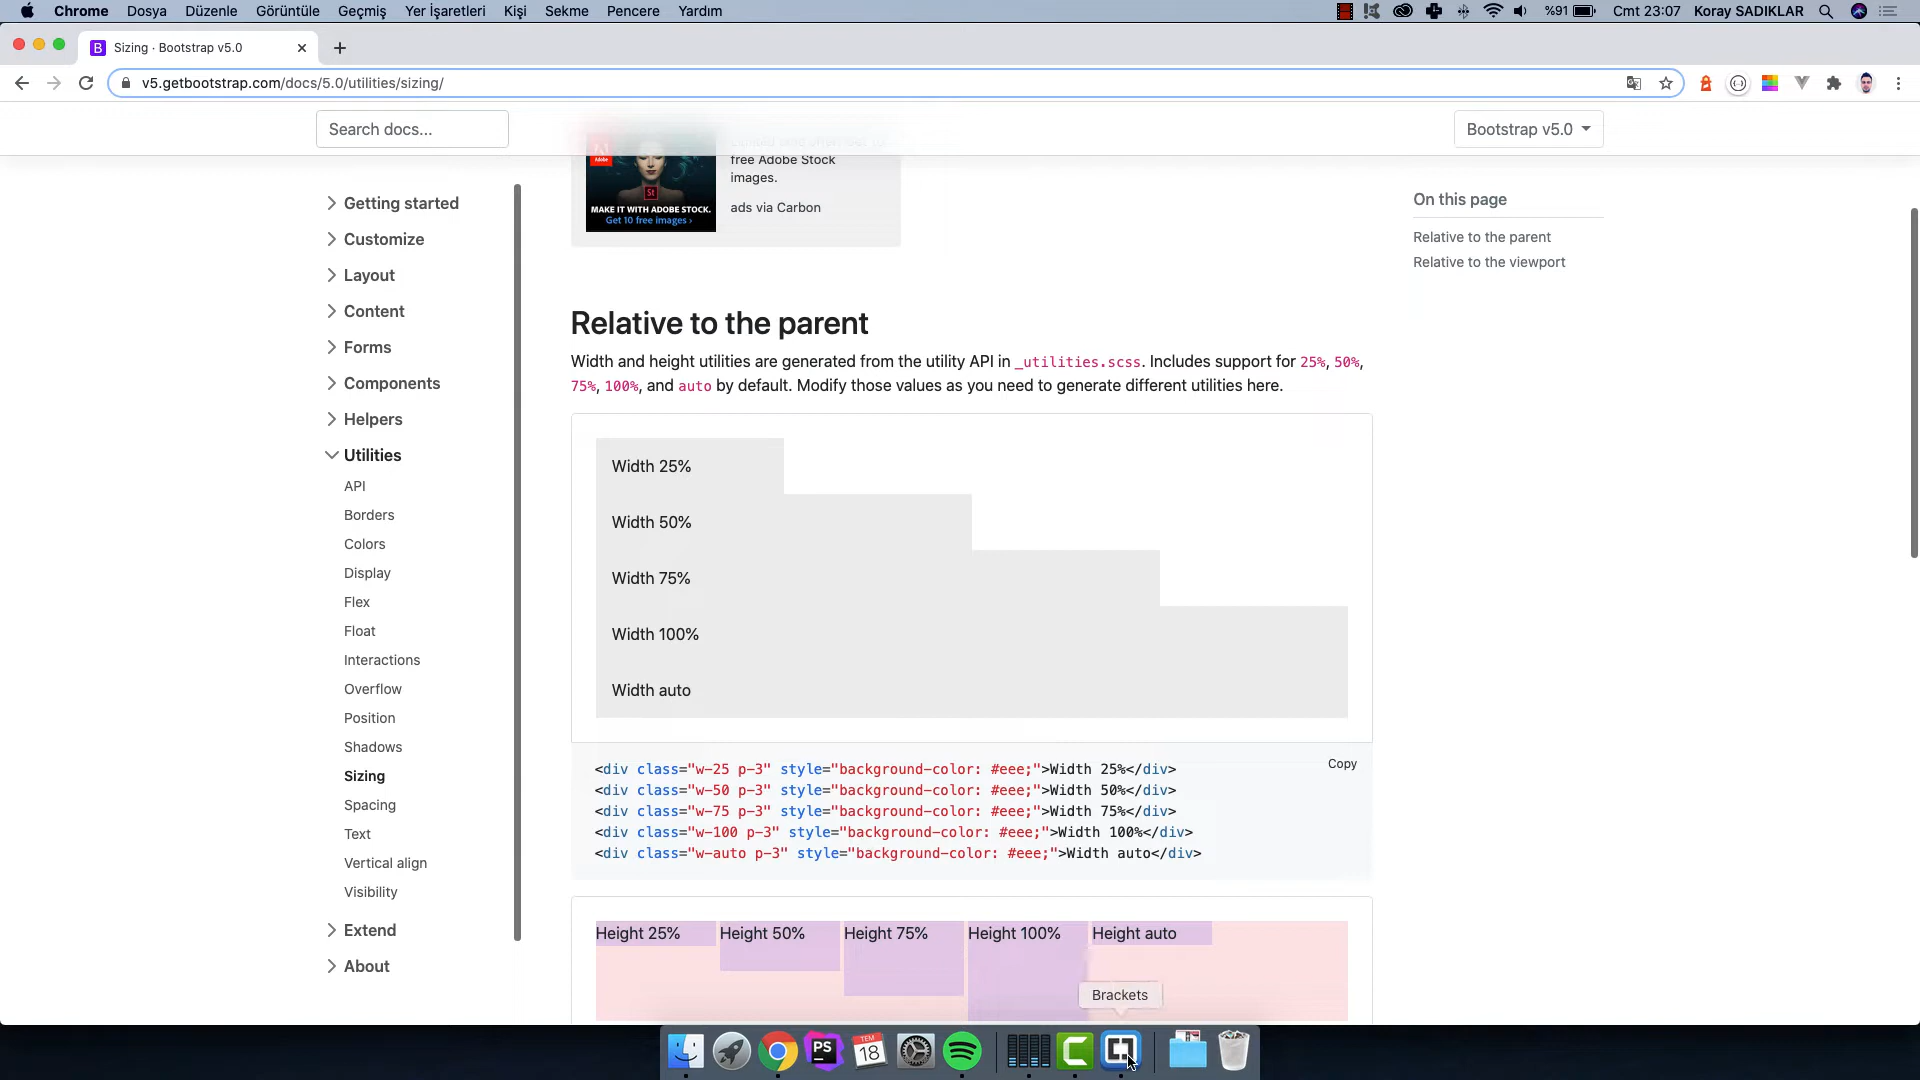 Chrome Dosya Düzenle Görüntüle Geçmiş Yer İşaretleri Kişi Sekme Pencere Yardım %91 Cmt 23:07 Koray SADIKLAR
Sizing · Bootstrap v5.0
v5.getbootstrap.com/docs/5.0/utilities/sizing/
Search docs...
Bootstrap v5.0
Getting started
Customize
Layout
Content
Forms
Components
Helpers
Utilities
API
Borders
Colors
Display
Flex
Float
Interactions
Overflow
Position
Shadows
Sizing
Spacing
Text
Vertical align
Visibility
Extend
About
Adobe
St
MAKE IT WITH ADOBE STOCK.
Get 10 free images ›
free Adobe Stock
images.
ads via Carbon
Relative to the parent
Width and height utilities are generated from the utility API in _utilities.scss. Includes support for 25%, 50%,
75%, 100%, and auto by default. Modify those values as you need to generate different utilities here.
Width 25%
Width 50%
Width 75%
Width 100%
Width auto
Copy
<div class="w-25 p-3" style="background-color: #eee;">Width 25%</div>
<div class="w-50 p-3" style="background-color: #eee;">Width 50%</div>
<div class="w-75 p-3" style="background-color: #eee;">Width 75%</div>
<div class="w-100 p-3" style="background-color: #eee;">Width 100%</div>
<div class="w-auto p-3" style="background-color: #eee;">Width auto</div>
Height 25% Height 50% Height 75% Height 100% Height auto
On this page
Relative to the parent
Relative to the viewport
Brackets
PS
TEM
18